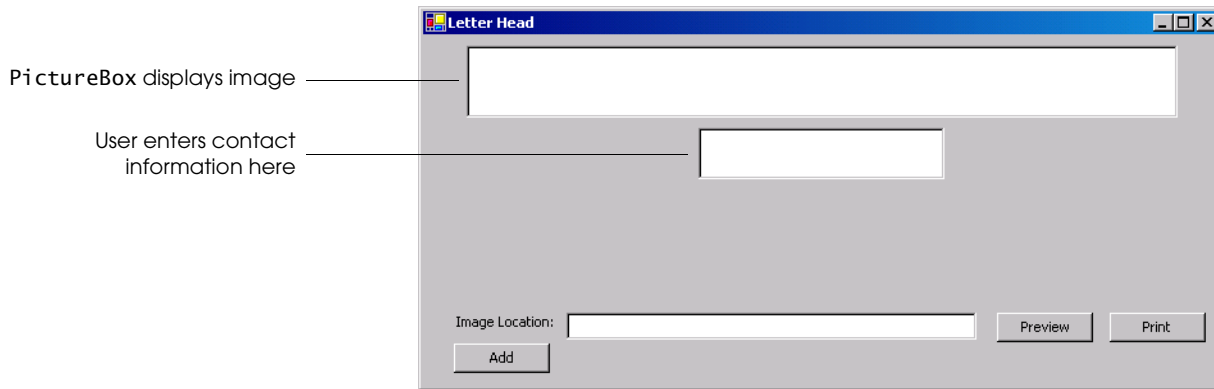 Letter Head
PictureBox displays image
User enters contact
information here
Image Location:
Preview
Print
Add